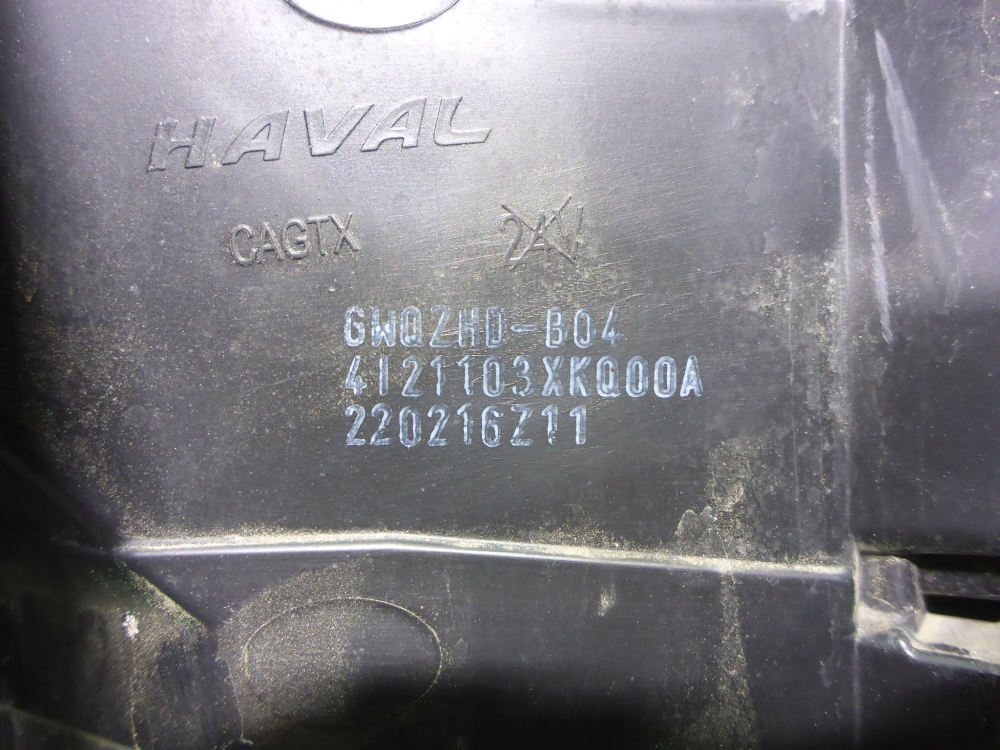 HAVAL
CAGTX
GWQZHD-B04
4121103XKQ00A
220216Z11